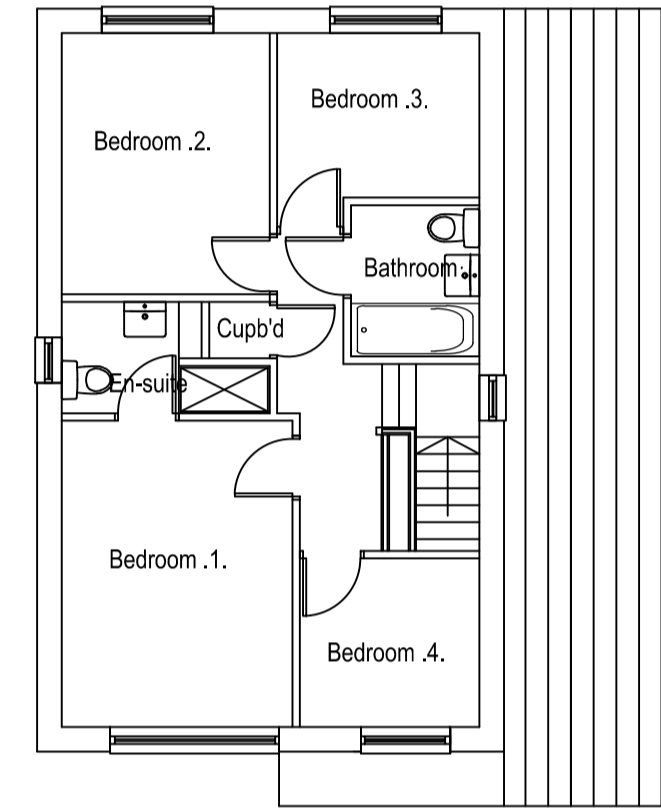 Bedroom .3.
Bedroom .2.
Bathroom
Cupb'd
En-suite
Bedroom .1.
Bedroom .4.